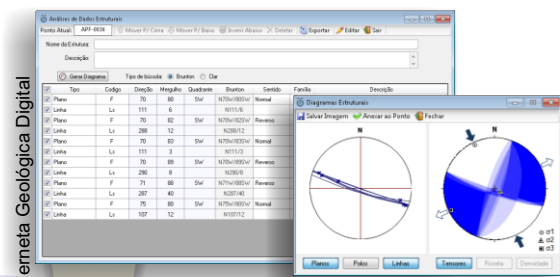 Análises de Dados Estruturais
Ponto Atual: APF-0036 Mover P/ Cima Mover P/ Baixo Inserir Abaixo Deletar Exportar Editar Sair
Nome da Estrutura:
Descrição:
Gerar Diagrama Tipo de bússola: Brunton Clar
Tipo Codigo Direção Mergulho Quadrante Brunton Sentido Família Descrição
Plano F 70 80 SW N70W/80SW Normal
Linha Ls 111 6 N111/6
Plano F 70 82 SW N70W/82SW Reverso
Linha Ls 288 12 N288/12
Plano F 70 83 SW N70W/83SW Normal
Linha Ls 111 3 N111/3
Plano F 70 89 SW N70W/89SW Reverso
Linha Ls 290 8 N290/8
Plano F 71 88 SW N71W/88SW Reverso
Linha Ls 287 40 N287/40
Plano F 75 80 SW N75W/80SW Normal
Linha Ls 107 12 N107/12
erneta Geológica Digital
Diagramas Estruturais
Salvar Imagem Anexar ao Ponto Fechar
N
N
σ1
σ2
σ3
Planos Polos Linhas Tensores Roseta Densidade